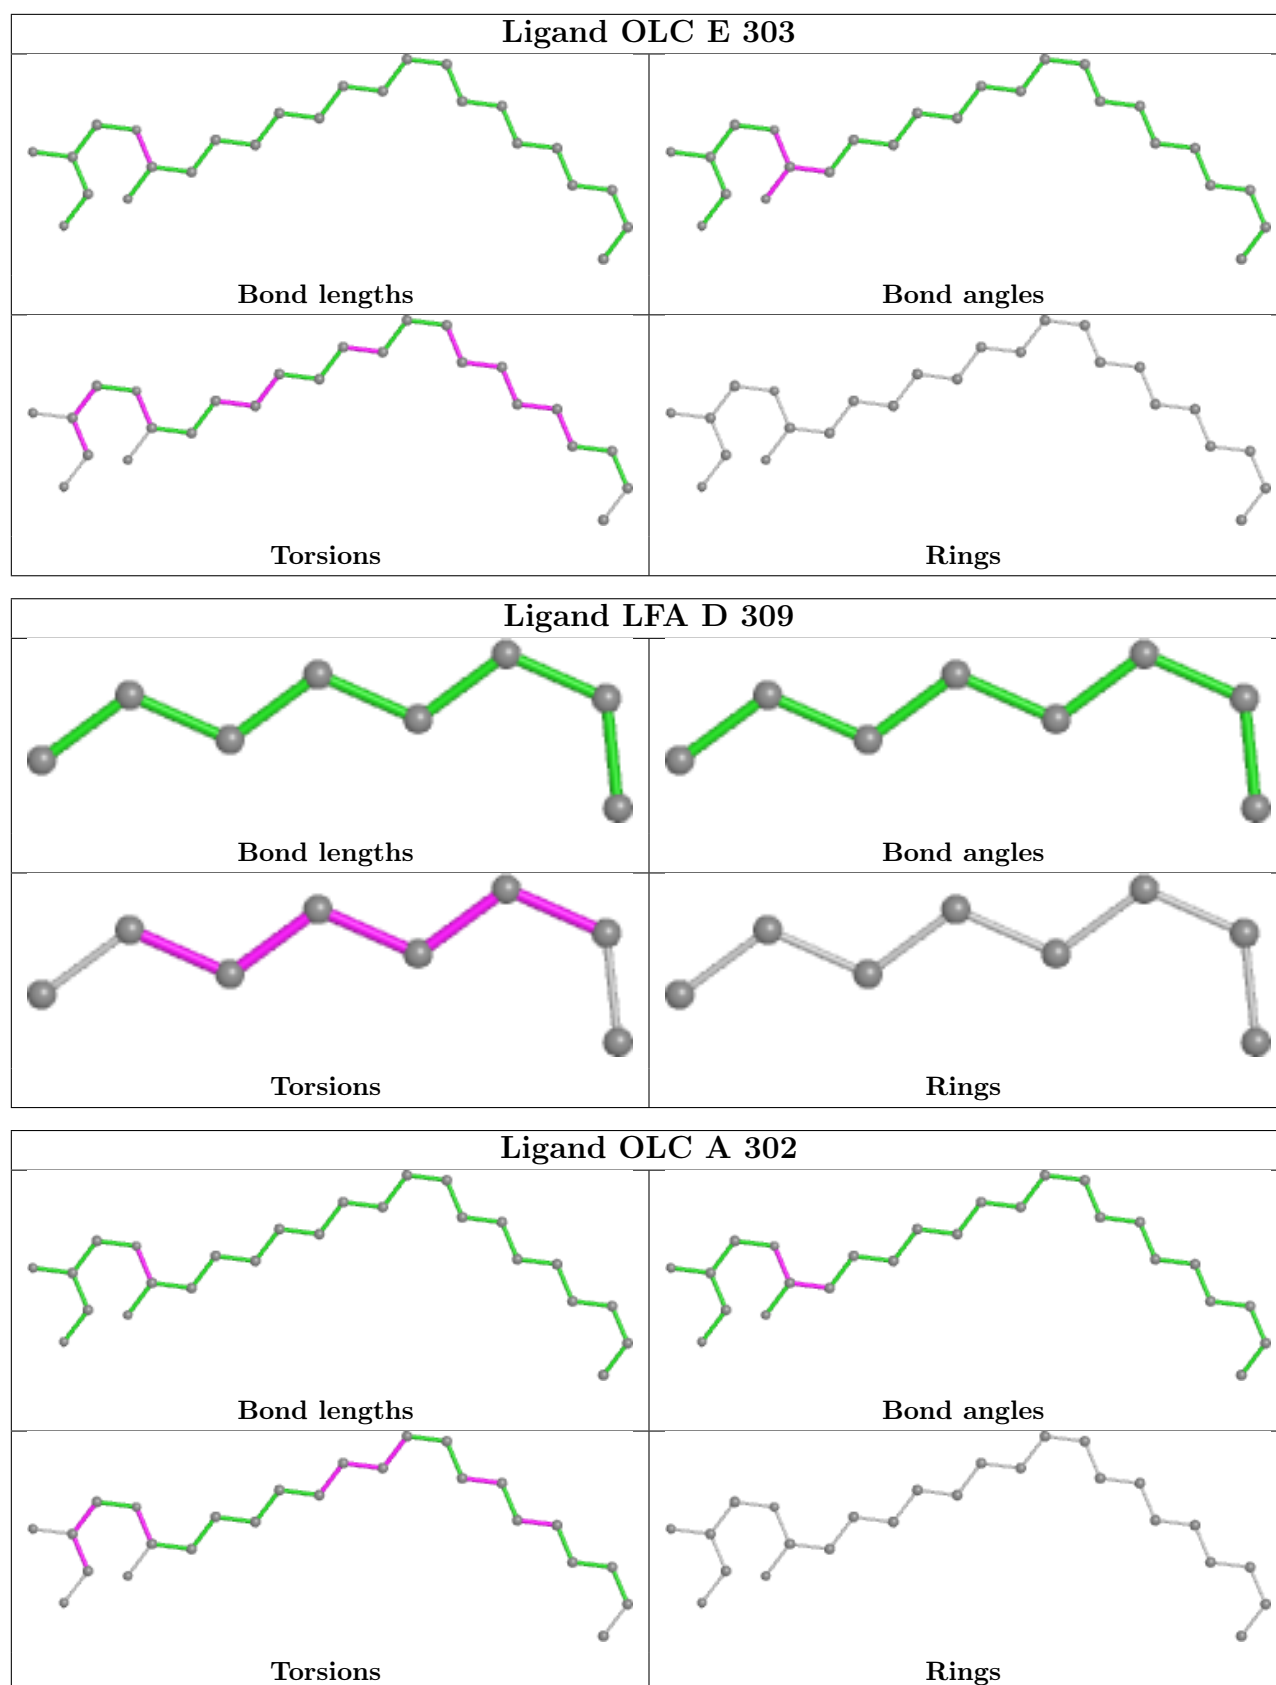 Ligand OLC E 303
Bond lengths
Bond angles
Torsions
Rings
Ligand LFA D 309
Bond lengths
Bond angles
Torsions
Rings
Ligand OLC A 302
Bond lengths
Bond angles
Torsions
Rings